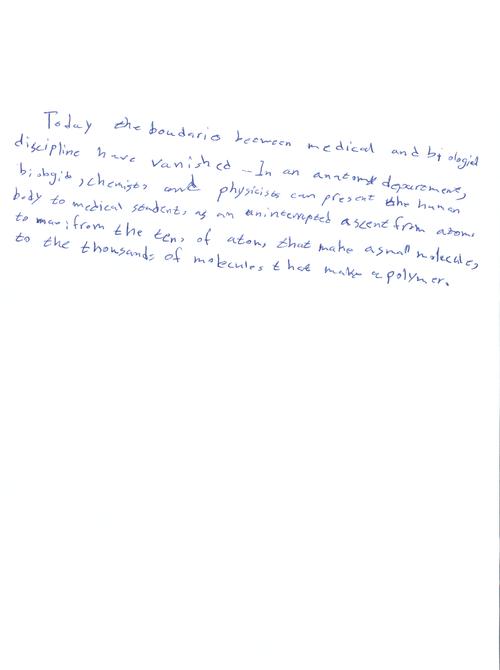 Today the boudaris between medical and biologial
discipline have vanished - In an anatomy department,
biologists, chemists and physicists can present the human
body to medical students as an uninterrupted ascent from atoms
to man: from the tens of atoms that make a small molecules,
to the thousands of molecules that make a polymer.